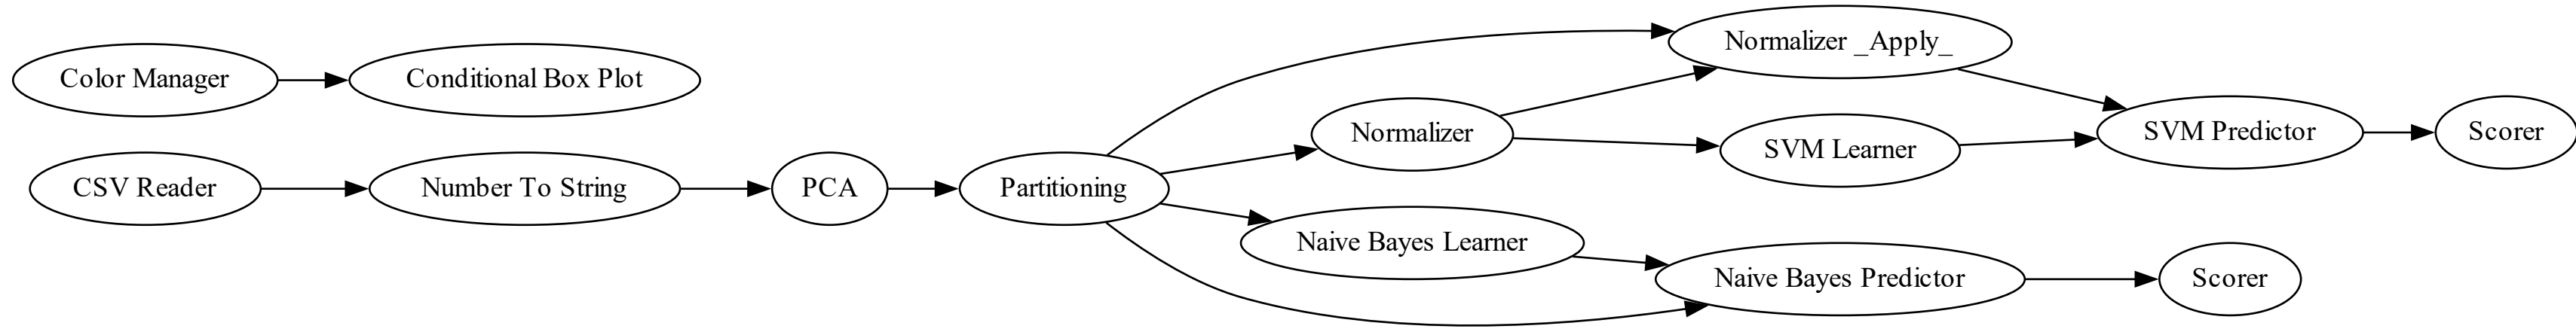 Color Manager
Conditional Box Plot
CSV Reader
Number To String
PCA
Partitioning
Normalizer _Apply_
Normalizer
SVM Learner
SVM Predictor
Scorer
Naive Bayes Learner
Naive Bayes Predictor
Scorer